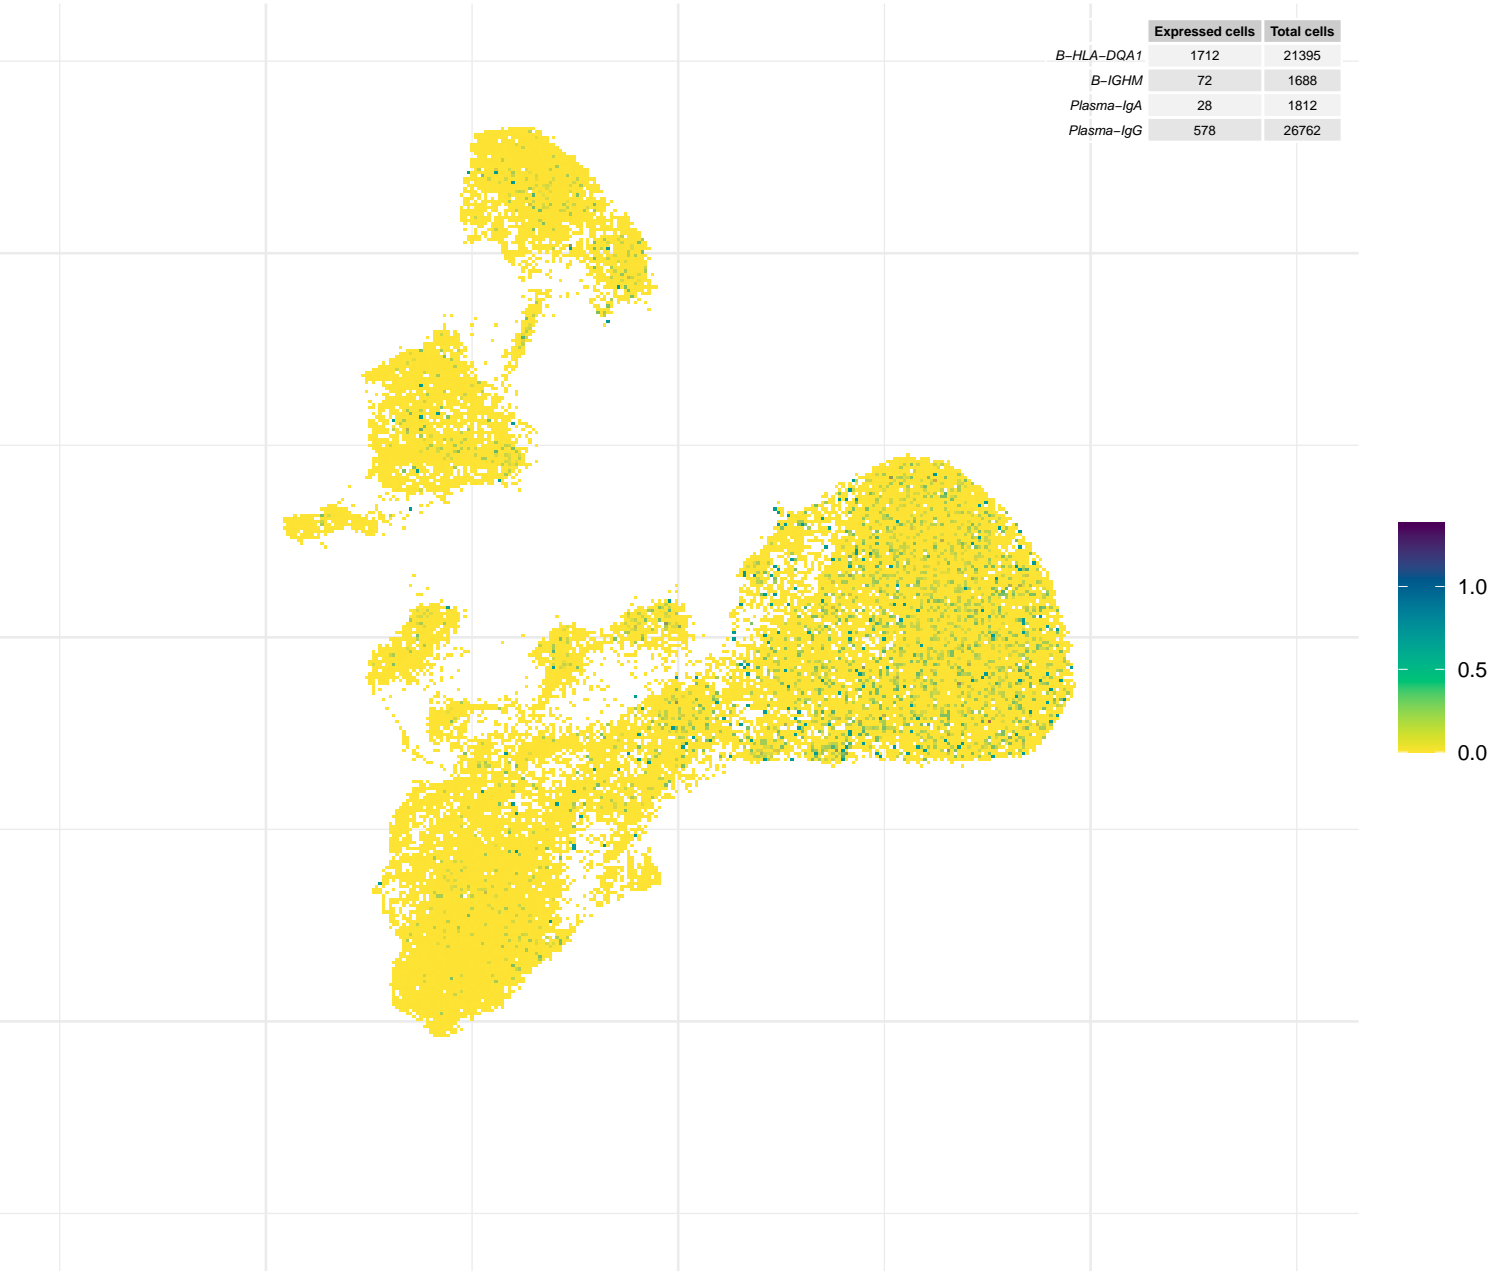 Expressed cells Total cells
B−HLA−DQA1 1712 21395
B−IGHM 72 1688
Plasma−IgA 28 1812
Plasma−IgG 578 26762
1.0
0.5
0.0